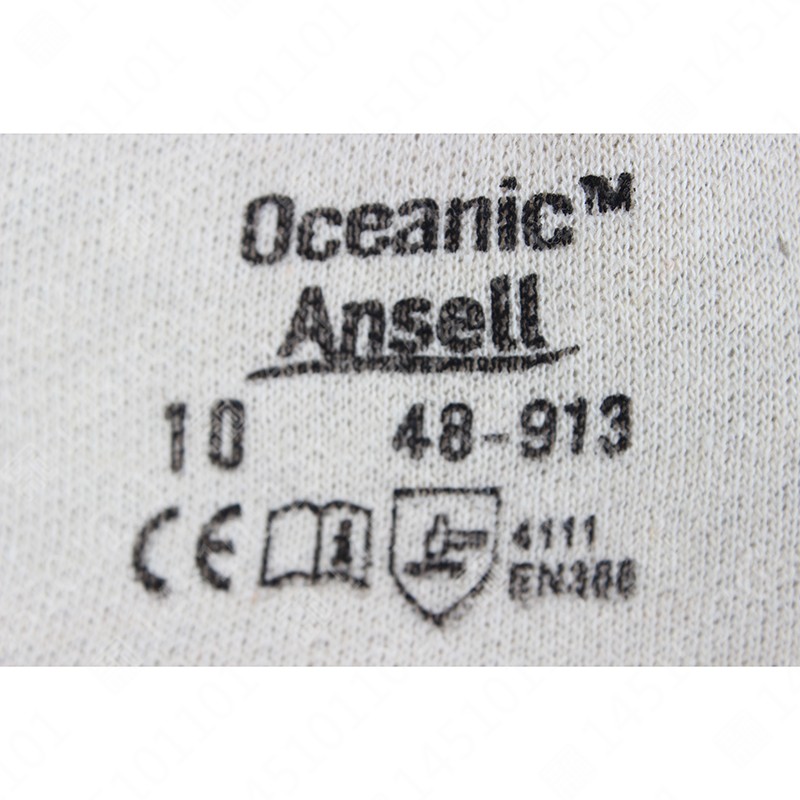 Oceanic™
Ansell
10 48-913
CE i 4111
EN388